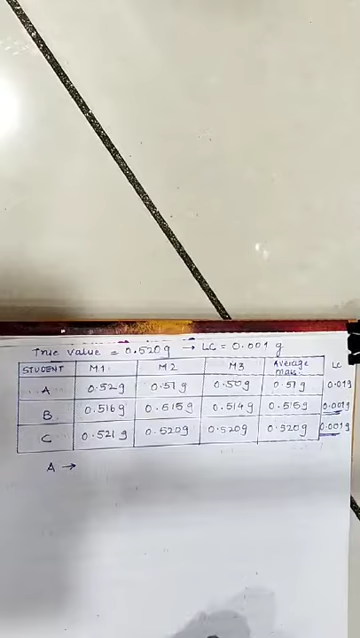 True value = 0.520g → LC = 0.001 g
STUDENT M1 M2 M3 Average mass. LC
A 0.52g 0.51g 0.50g 0.51g 0.01g
B 0.516g 0.515g 0.514g 0.515g 0.001g
C 0.521g 0.520g 0.520g 0.520g 0.001g
A →